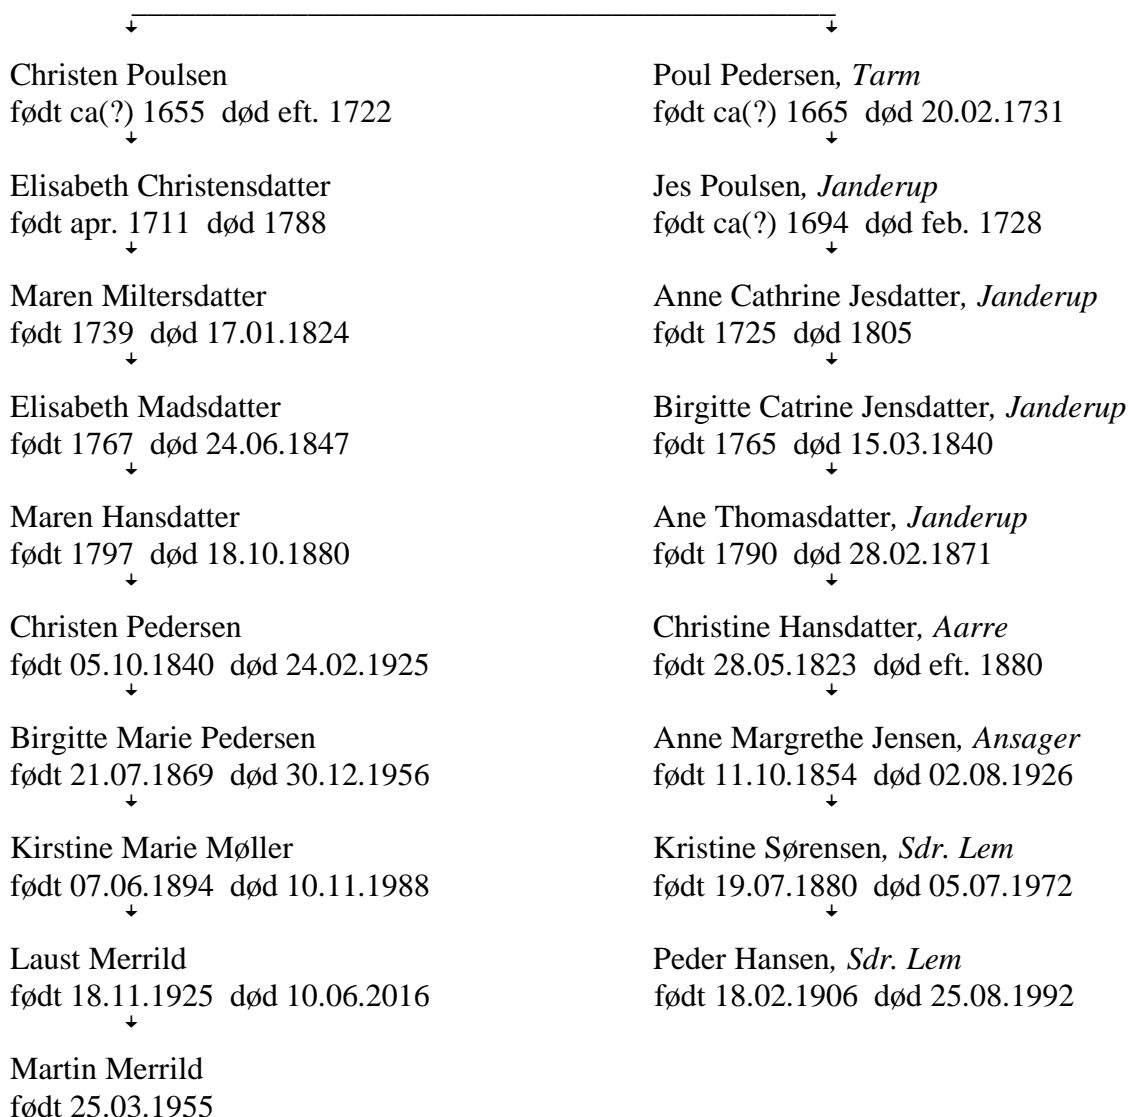 Christen Poulsen
født ca(?) 1655  død eft. 1722
Elisabeth Christensdatter
født apr. 1711  død 1788
Maren Miltersdatter
født 1739  død 17.01.1824
Elisabeth Madsdatter
født 1767  død 24.06.1847
Maren Hansdatter
født 1797  død 18.10.1880
Christen Pedersen
født 05.10.1840  død 24.02.1925
Birgitte Marie Pedersen
født 21.07.1869  død 30.12.1956
Kirstine Marie Møller
født 07.06.1894  død 10.11.1988
Laust Merrild
født 18.11.1925  død 10.06.2016
Martin Merrild
født 25.03.1955
Poul Pedersen, Tarm
født ca(?) 1665  død 20.02.1731
Jes Poulsen, Janderup
født ca(?) 1694  død feb. 1728
Anne Cathrine Jesdatter, Janderup
født 1725  død 1805
Birgitte Catrine Jensdatter, Janderup
født 1765  død 15.03.1840
Ane Thomasdatter, Janderup
født 1790  død 28.02.1871
Christine Hansdatter, Aarre
født 28.05.1823  død eft. 1880
Anne Margrethe Jensen, Ansager
født 11.10.1854  død 02.08.1926
Kristine Sørensen, Sdr. Lem
født 19.07.1880  død 05.07.1972
Peder Hansen, Sdr. Lem
født 18.02.1906  død 25.08.1992